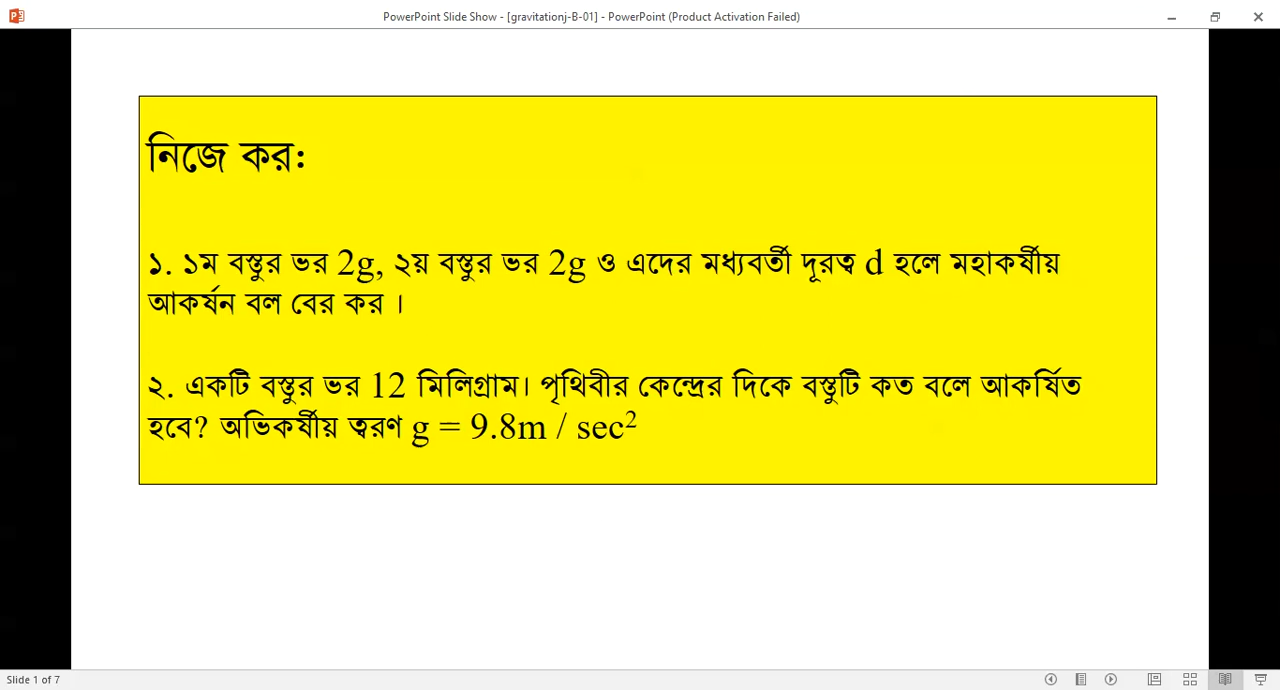 PowerPoint Slide Show - [gravitationj-B-01] - PowerPoint (Product Activation Failed)
নিজে কর:
১. ১ম বস্তুর ভর 2g, ২য় বস্তুর ভর 2g ও এদের মধ্যবর্তী দূরত্ব d হলে মহাকর্ষীয়
আকর্ষন বল বের কর ।
২. একটি বস্তুর ভর 12 মিলিগ্রাম। পৃথিবীর কেন্দ্রের দিকে বস্তুটি কত বলে আকর্ষিত
হবে? অভিকর্ষীয় ত্বরণ g = 9.8m / sec²
Slide 1 of 7